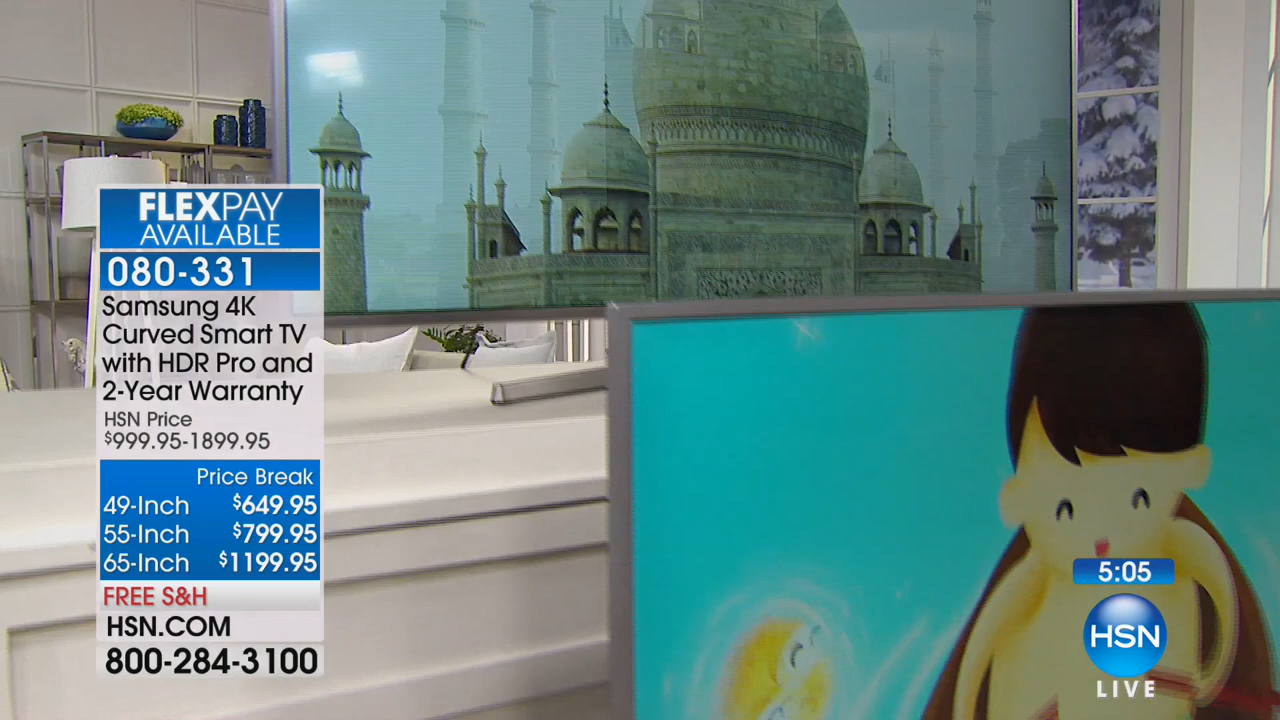 FLEXPAY
AVAILABLE
080-331
Samsung 4K
Curved Smart TV
with HDR Pro and
2-Year Warranty
HSN Price
$999.95-1899.95
Price Break
49-Inch $649.95
55-Inch $799.95
65-Inch $1199.95
FREE S&H
HSN.COM
800-284-3100
5:05
HSN
LIVE